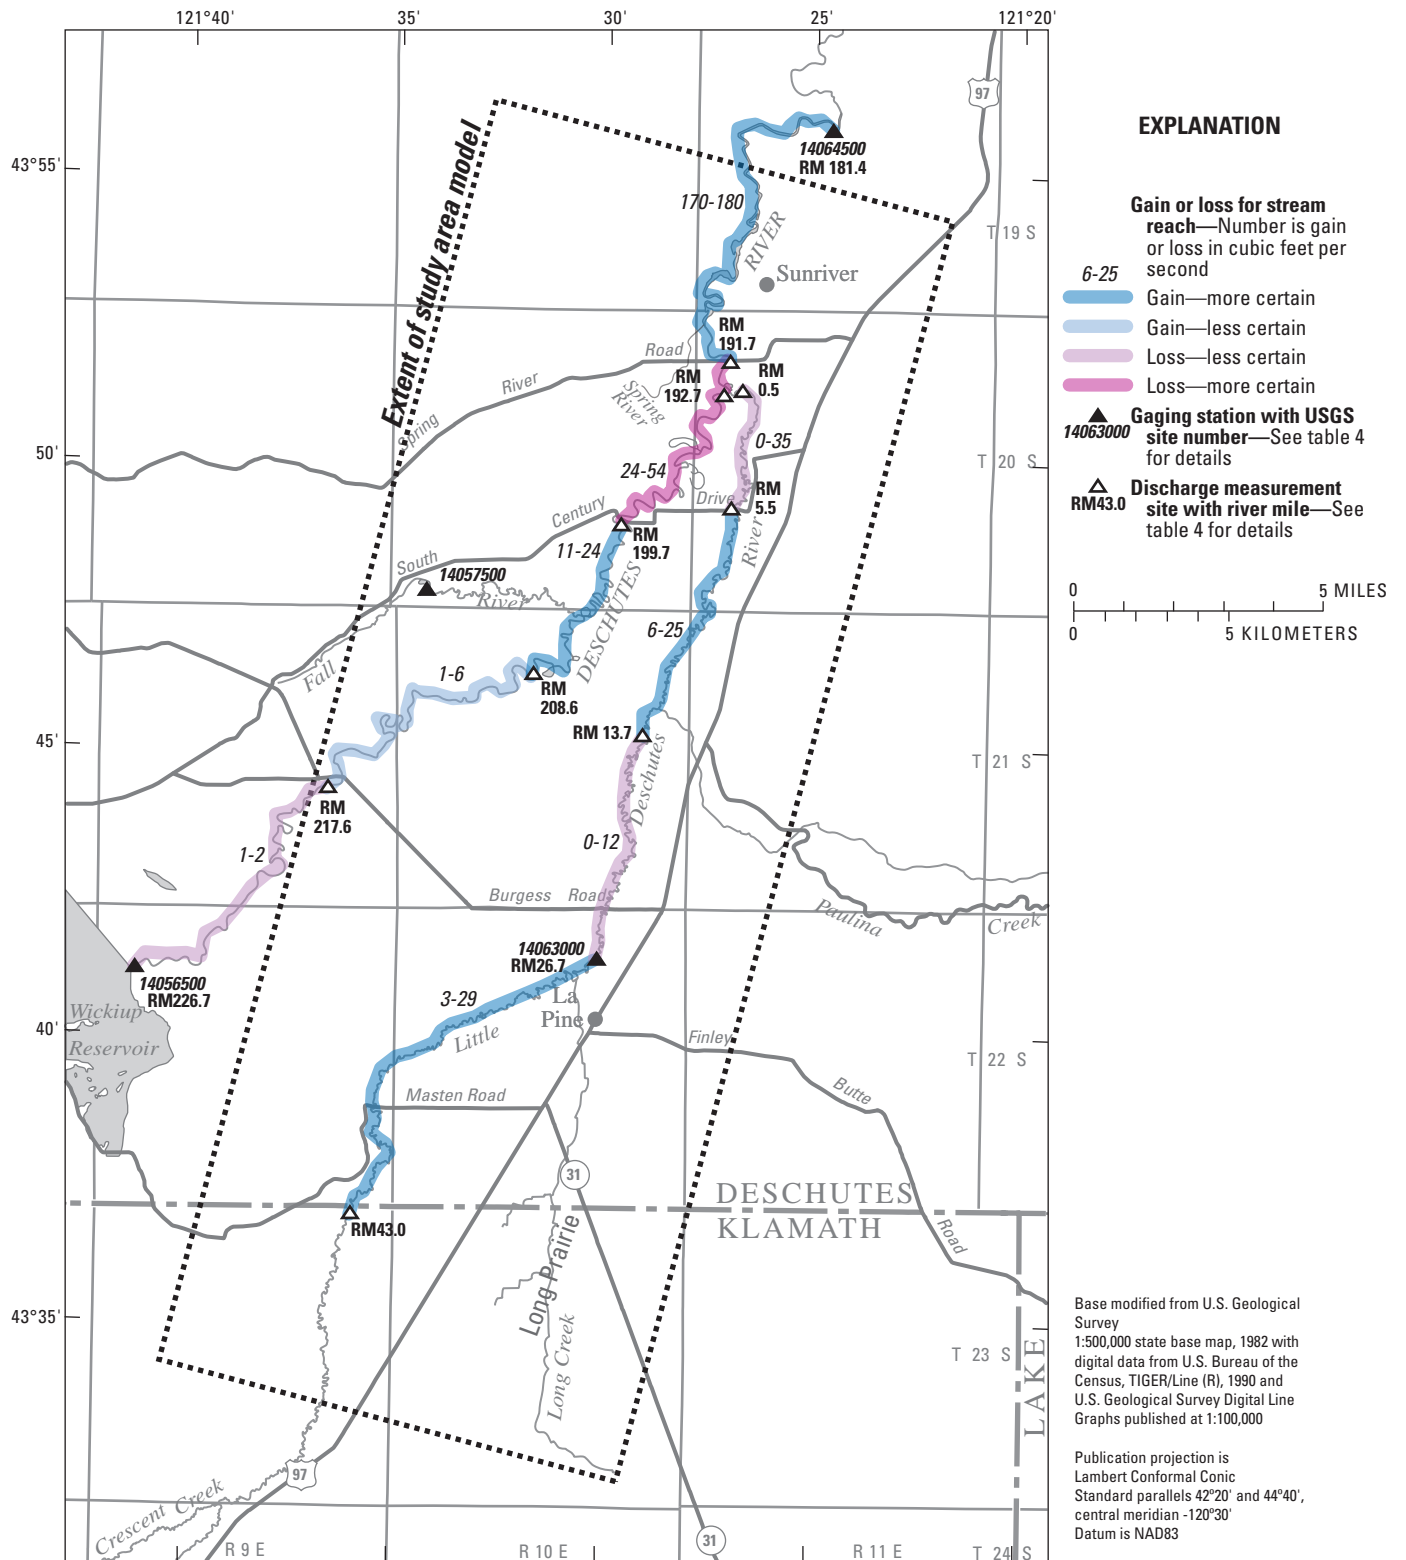 121°40'
35'
30'
25'
121°20'
97
43°55'
14064500
RM 181.4
Extent of study area model
170-180
RIVER
T 19 S
Sunriver
RM
191.7
Road
River
Spring
RM
192.7
RM
0.5
Spring
River
0-35
50'
T 20 S
24-54
Drive
RM
5.5
Century
South
11-24
RM
199.7
River
14057500
River
DESCHUTES
6-25
Fall
1-6
RM
208.6
RM 13.7
45'
T 21 S
Deschutes
RM
217.6
0-12
1-2
Burgess Road
Paulina
Creek
14063000
RM26.7
14056500
RM226.7
3-29
La
Pine
Wickiup
Reservoir
40'
Little
Finley
T 22 S
Masten Road
Butte
31
DESCHUTES
KLAMATH
Road
RM43.0
Long Prairie
43°35'
Long Creek
T 23 S
LAKE
97
Crescent Creek
31
R 9 E
R 10 E
R 11 E
T 24 S
EXPLANATION
Gain or loss for stream
reach—Number is gain
or loss in cubic feet per
second
6-25
Gain—more certain
Gain—less certain
Loss—less certain
Loss—more certain
14063000
Gaging station with USGS
site number—See table 4
for details
RM43.0
Discharge measurement
site with river mile—See
table 4 for details
0
5 MILES
0
5 KILOMETERS
Base modified from U.S. Geological
Survey
1:500,000 state base map, 1982 with
digital data from U.S. Bureau of the
Census, TIGER/Line (R), 1990 and
U.S. Geological Survey Digital Line
Graphs published at 1:100,000
Publication projection is
Lambert Conformal Conic
Standard parallels 42°20' and 44°40',
central meridian -120°30'
Datum is NAD83